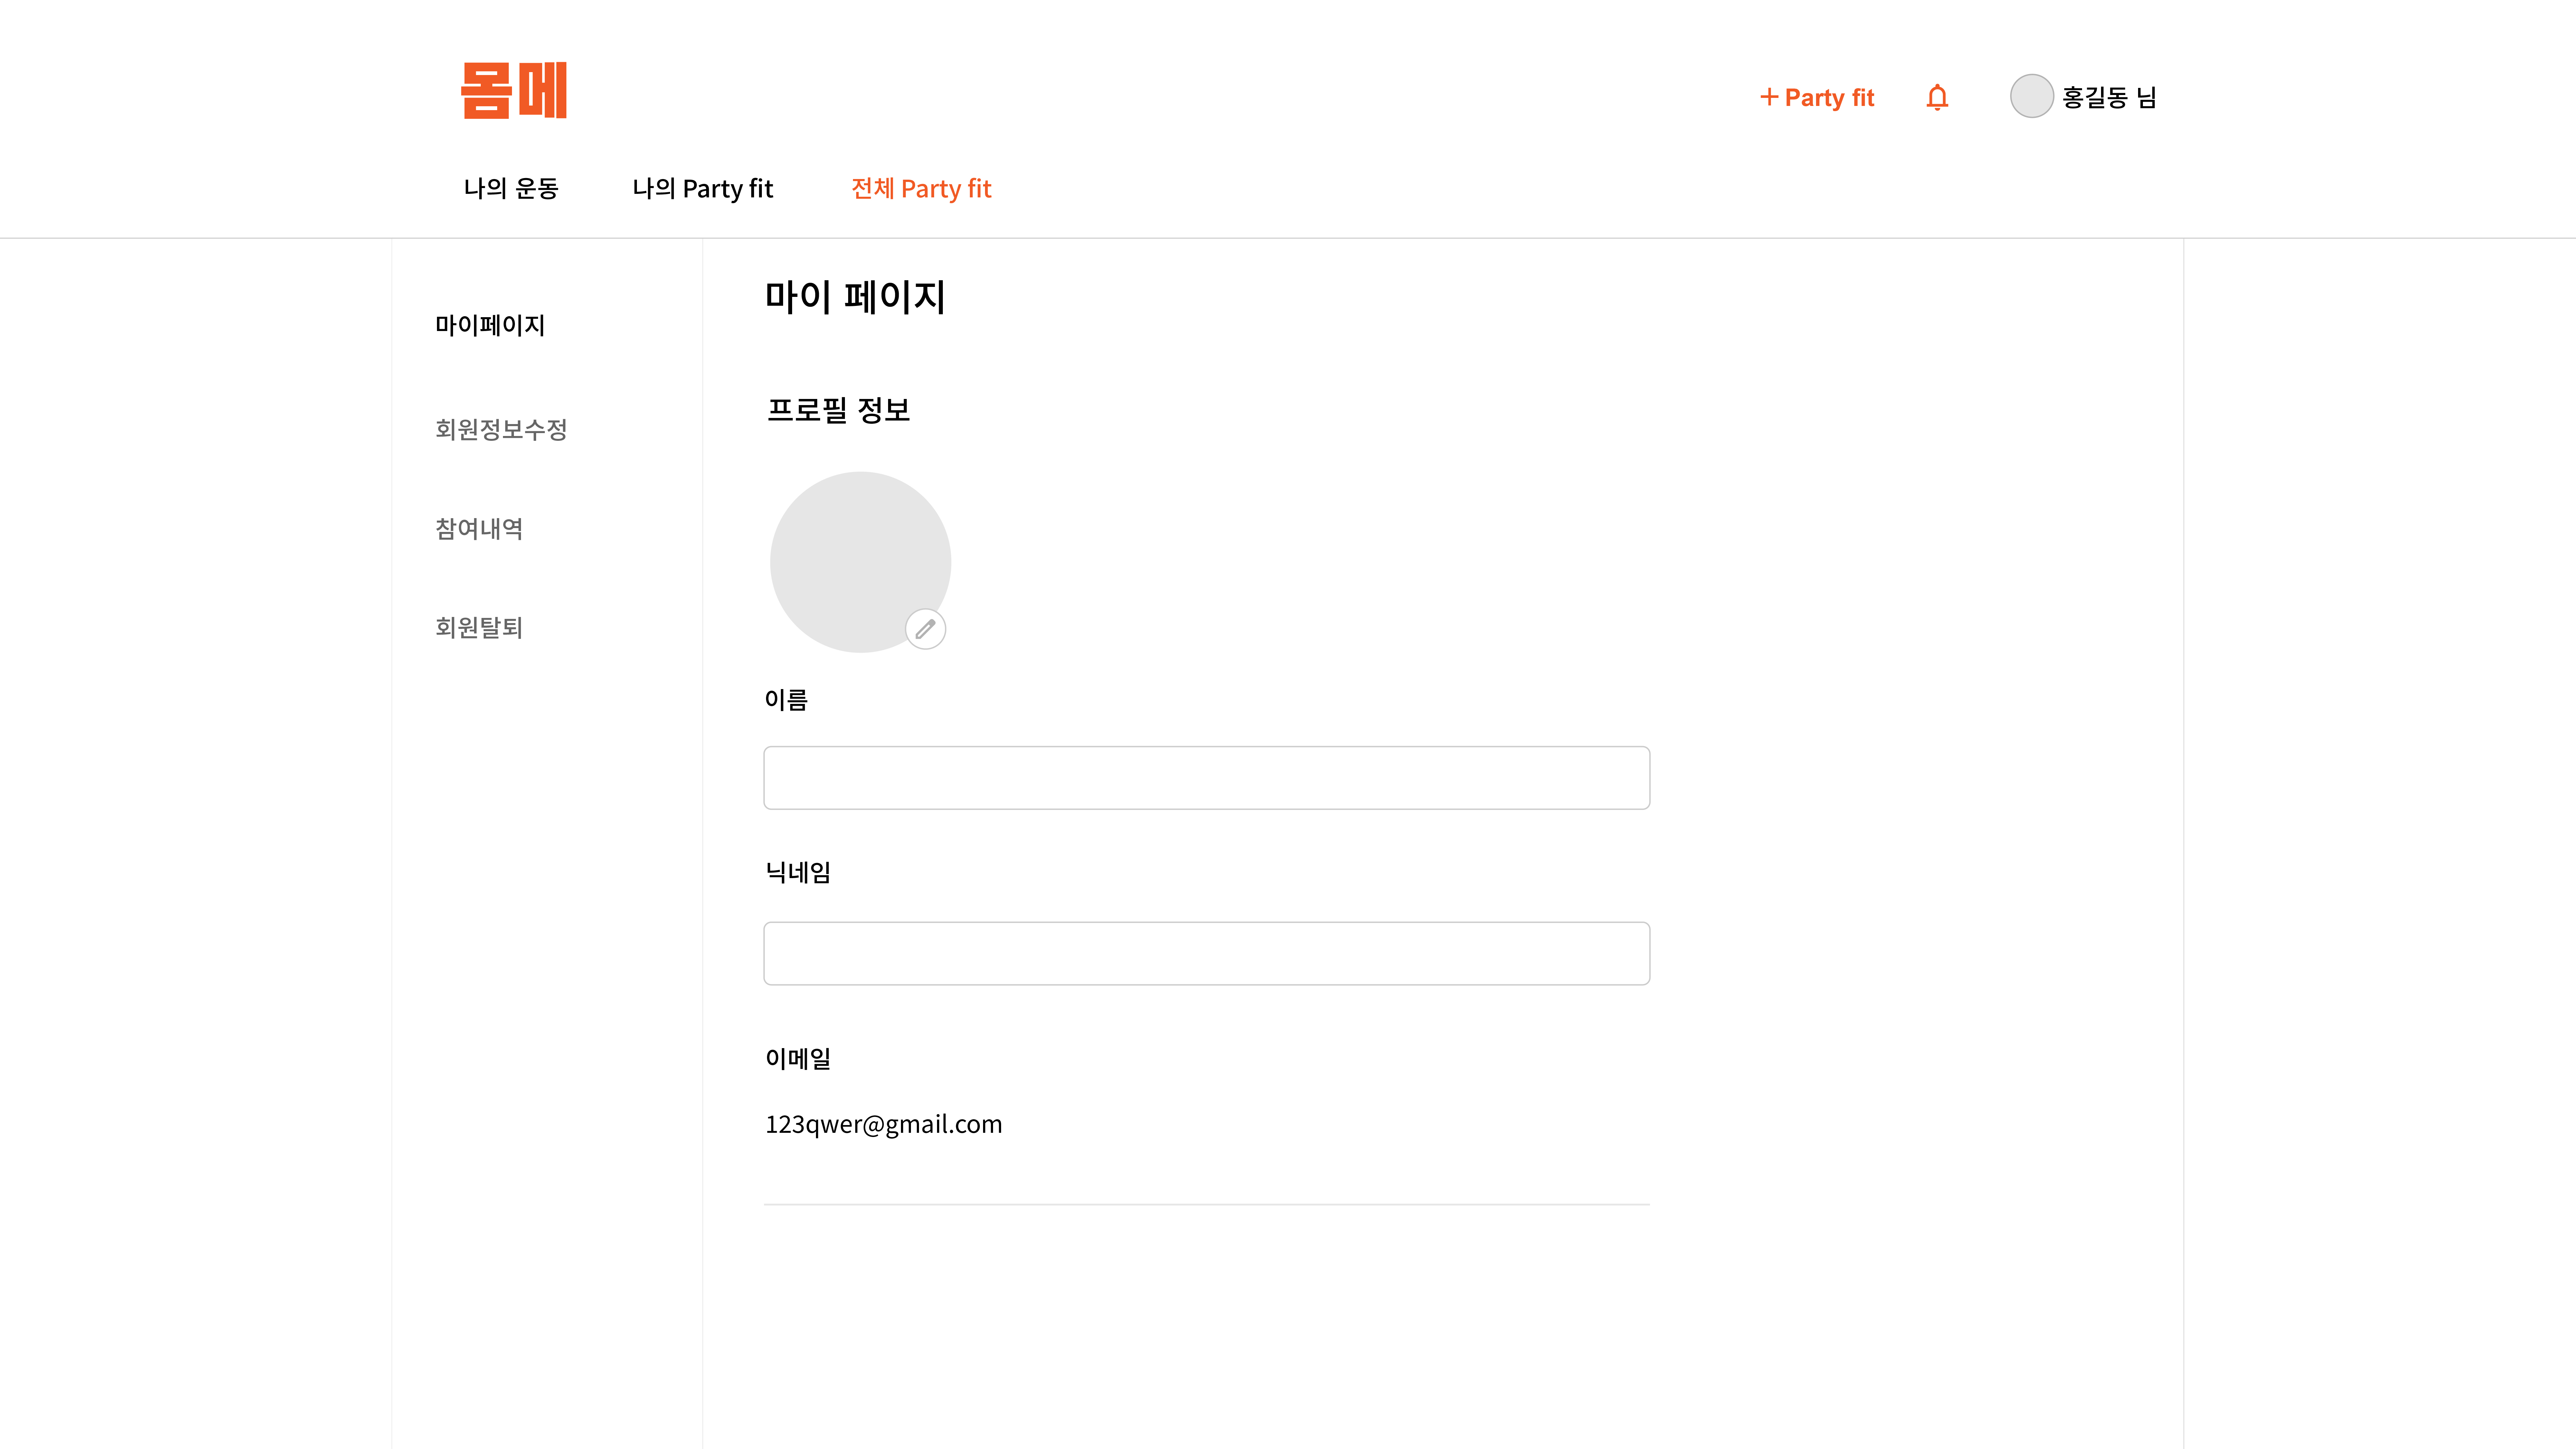 몸메
+ Party fit
홍길동 님
나의 운동
나의 Party fit
전체 Party fit
마이페이지
회원정보수정
참여내역
회원탈퇴
마이 페이지
프로필 정보
이름
닉네임
이메일
123qwer@gmail.com